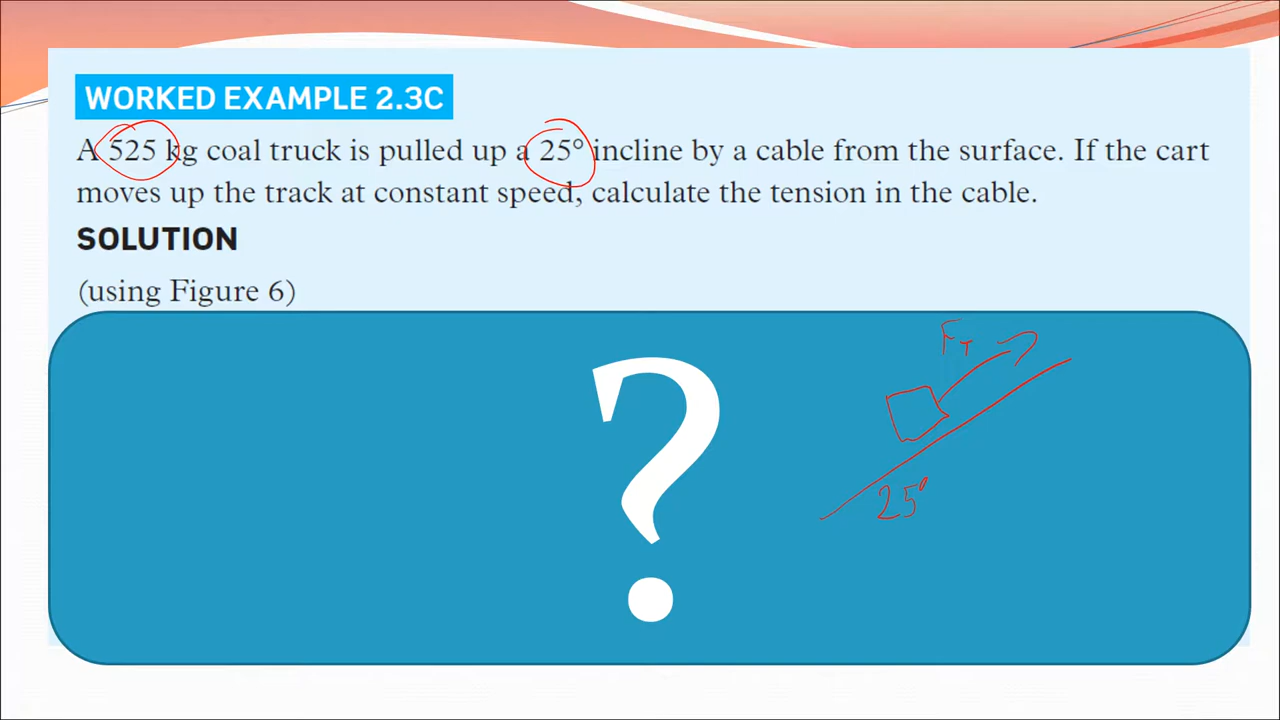 WORKED EXAMPLE 2.3C
A 525 kg coal truck is pulled up a 25° incline by a cable from the surface. If the cart
moves up the track at constant speed, calculate the tension in the cable.
SOLUTION
(using Figure 6)
?
F_T
25°